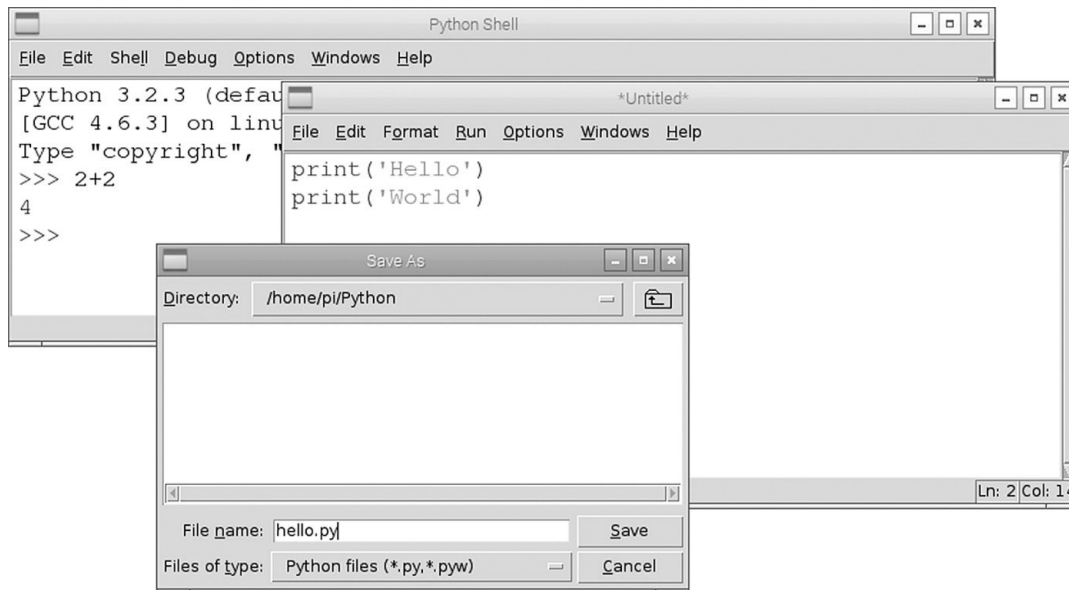 Python Shell
File Edit Shell Debug Options Windows Help
Python 3.2.3 (defau
[GCC 4.6.3] on linu
Type "copyright", "
>>> 2+2
4
>>>
*Untitled*
File Edit Format Run Options Windows Help
print('Hello')
print('World')
Ln: 2 Col: 14
Save As
Directory: /home/pi/Python
File name: hello.py
Save
Files of type: Python files (*.py,*.pyw)
Cancel